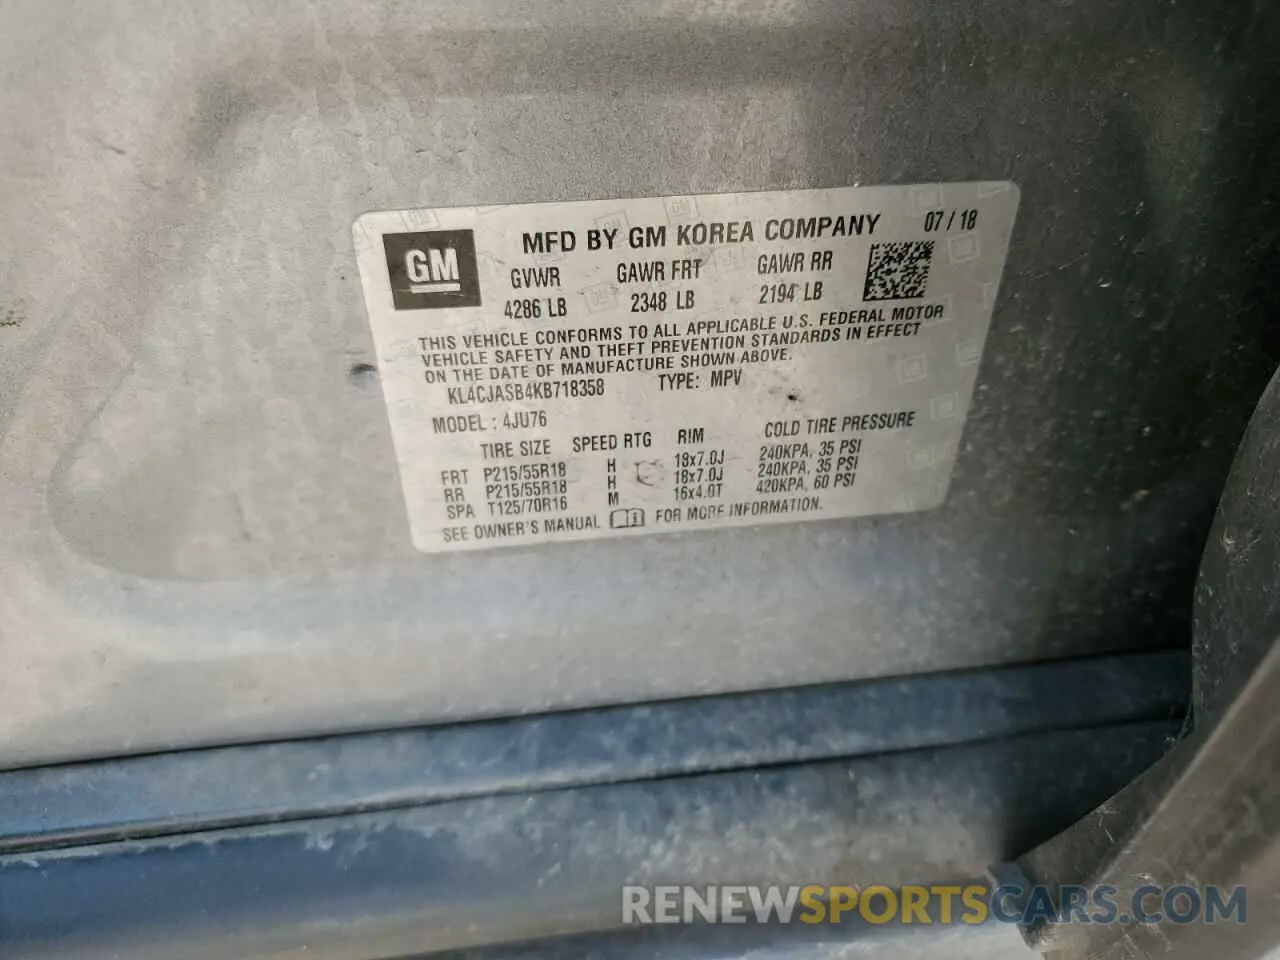 GM
MFD BY GM KOREA COMPANY 07/18
GVWR GAWR FRT GAWR RR
4286 LB 2348 LB 2194 LB
THIS VEHICLE CONFORMS TO ALL APPLICABLE U.S. FEDERAL MOTOR
VEHICLE SAFETY AND THEFT PREVENTION STANDARDS IN EFFECT
ON THE DATE OF MANUFACTURE SHOWN ABOVE.
KL4CJASB4KB718358 TYPE: MPV
MODEL: 4JU76
TIRE SIZE SPEED RTG RIM COLD TIRE PRESSURE
FRT P215/55R18 H 18x7.0J 240KPA, 35 PSI
RR P215/55R18 H 18x7.0J 240KPA, 35 PSI
SPA T125/70R16 M 16x4.0T 420KPA, 60 PSI
SEE OWNER'S MANUAL FOR MORE INFORMATION.
RENEWSPORTSCARS.COM